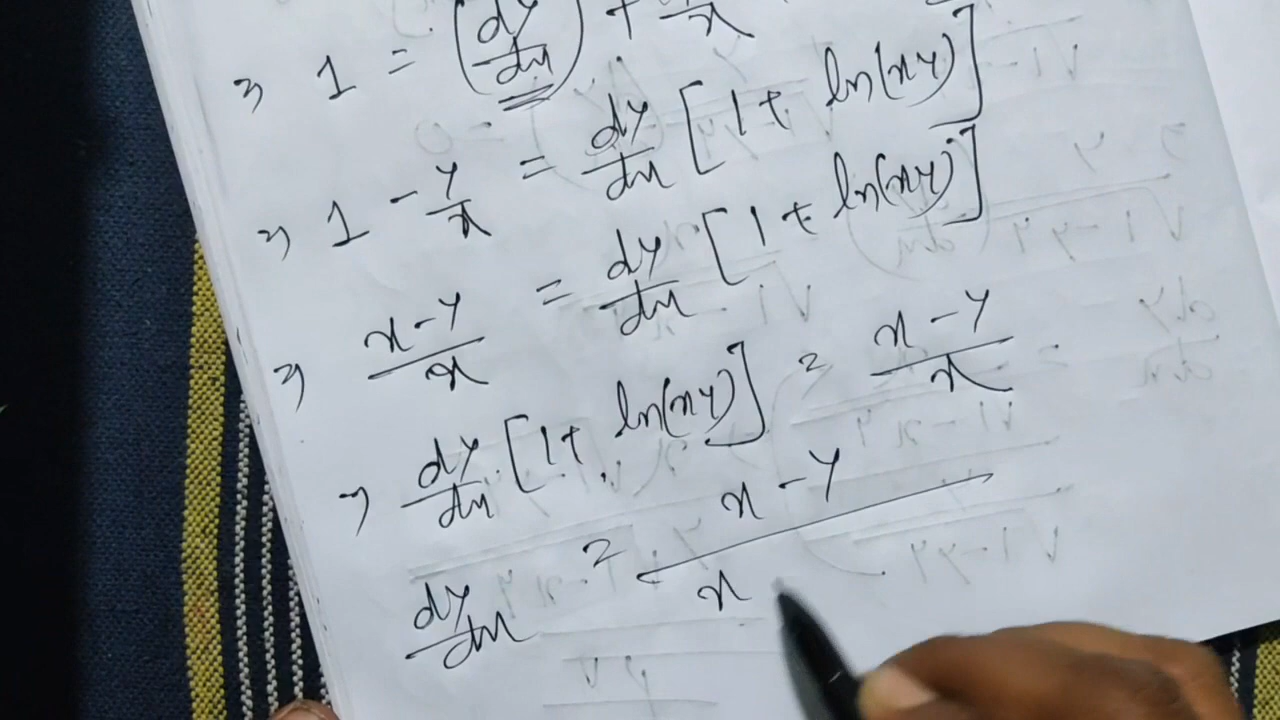 ⇒ 1 = (dy/dx) + y/x
⇒ 1 - y/x = dy/dx [1 + ln(xy)]
⇒ x-y/x = dy/dx [1 + ln(xy)]
⇒ dy/dx [1 + ln(xy)] = x-y/x
dy/dx = x-y/x